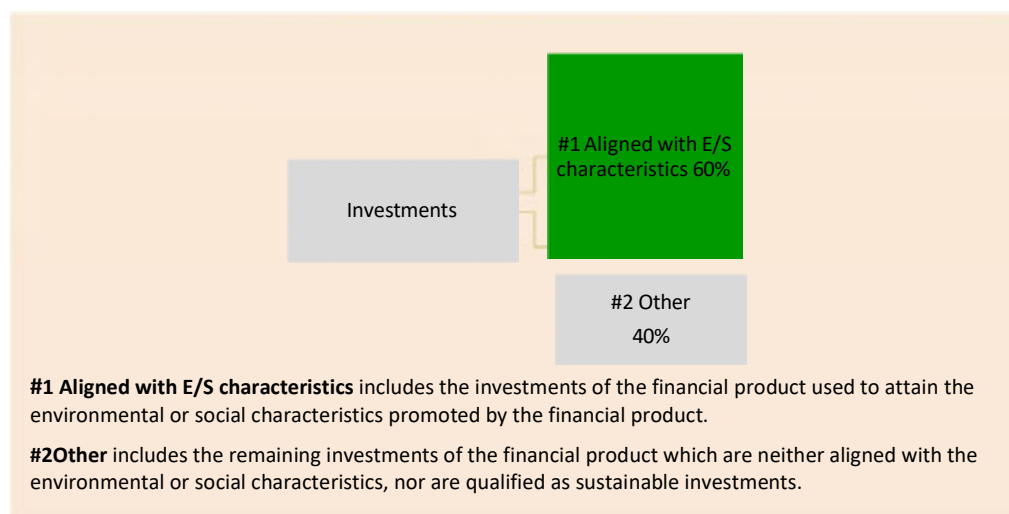 #1 Aligned with E/S
characteristics 60%
Investments
#2 Other
40%
#1 Aligned with E/S characteristics includes the investments of the financial product used to attain the
environmental or social characteristics promoted by the financial product.
#2Other includes the remaining investments of the financial product which are neither aligned with the
environmental or social characteristics, nor are qualified as sustainable investments.